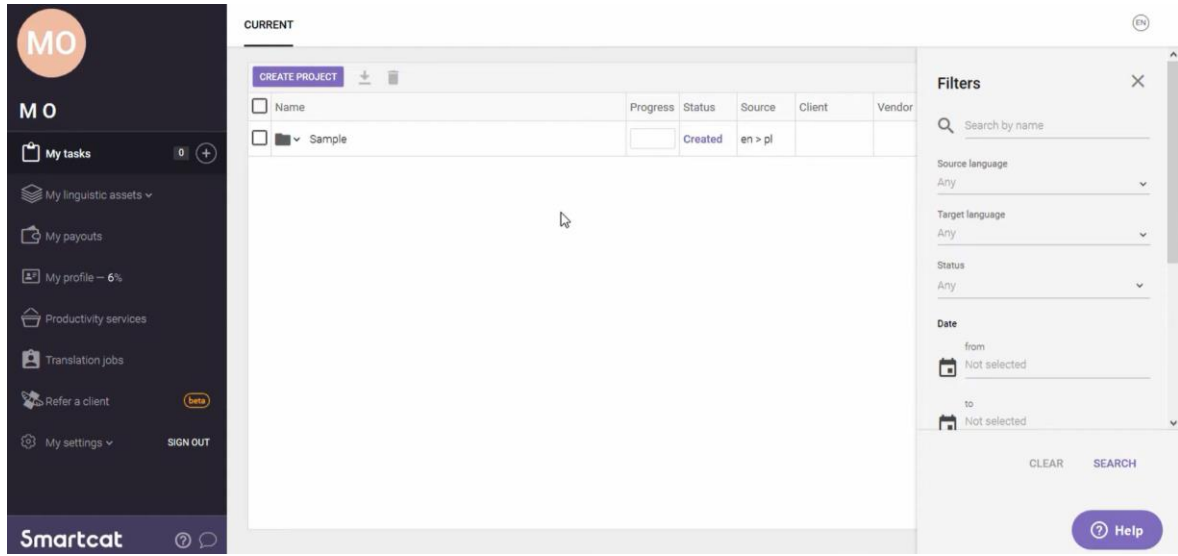 MO
M O
My tasks
0
My linguistic assets
My payouts
My profile — 6%
Productivity services
Translation jobs
Refer a client
beta
My settings
SIGN OUT
Smartcat
CURRENT
EN
CREATE PROJECT
Name Progress Status Source Client Vendor
Sample Created en > pl
Filters
Search by name
Source language
Any
Target language
Any
Status
Any
Date
from
Not selected
to
Not selected
CLEAR SEARCH
? Help